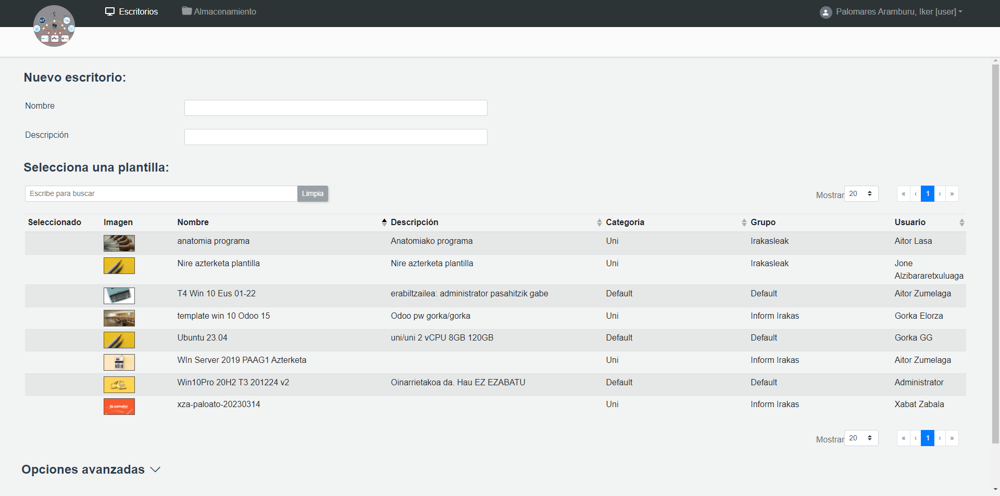 Escritorios Almacenamiento Palomares Aramburu, Iker [user]
IoT
Fp
Nuevo escritorio:
Nombre
Descripción
Selecciona una plantilla:
Escribe para buscar Limpia Mostrar 20 « ‹ 1 › »
Seleccionado Imagen Nombre Descripción Categoría Grupo Usuario
anatomia programa Anatomiako programa Uni Irakasleak Aitor Lasa
Nire azterketa plantilla Nire azterketa plantilla Uni Irakasleak Jone
Alzibararetxuluaga
T4 Win 10 Eus 01-22 erabiltzailea: administrator pasahitzik gabe Default Default Aitor Zumelaga
template win 10 Odoo 15 Odoo pw gorka/gorka Uni Inform Irakas Gorka Elorza
Ubuntu 23.04 uni/uni 2 vCPU 8GB 120GB Default Default Gorka GG
WIn Server 2019 PAAG1 Azterketa Uni Inform Irakas Aitor Zumelaga
Win10Pro 20H2 T3 201224 v2 Oinarrietakoa da. Hau EZ EZABATU Default Default Administrator
paloalto xza-paloato-20230314 Uni Inform Irakas Xabat Zabala
Mostrar 20 « ‹ 1 › »
Opciones avanzadas